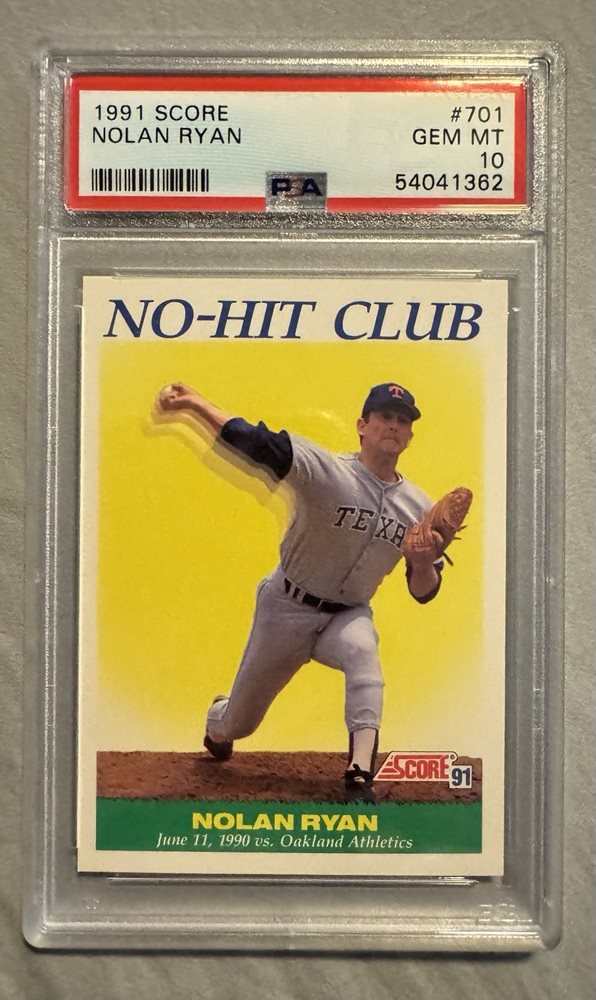 1991 SCORE
NOLAN RYAN
#701
GEM MT
10
54041362
PSA
NO-HIT CLUB
T
TEXA
SCORE 91
NOLAN RYAN
June 11, 1990 vs. Oakland Athletics